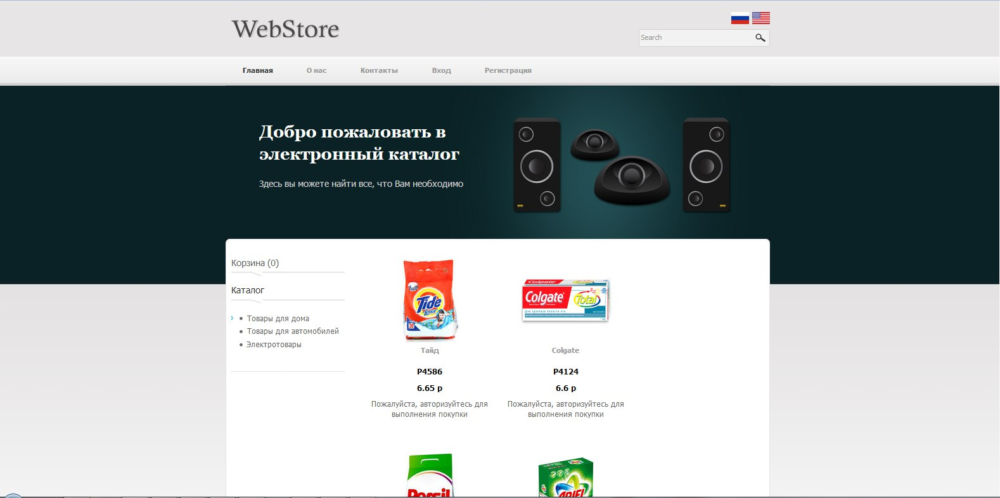 WebStore
Search
Главная
О нас
Контакты
Вход
Регистрация
Добро пожаловать в
электронный каталог
Здесь вы можете найти все, что Вам необходимо
Корзина (0)
Каталог
Товары для дома
Товары для автомобилей
Электротовары
Tide
Lenor
Тайд
P4586
6.65 р
Пожалуйста, авторизуйтесь для
выполнения покупки
Colgate
Colgate
Total
Colgate
P4124
6.6 р
Пожалуйста, авторизуйтесь для
выполнения покупки
Persil
ARIEL